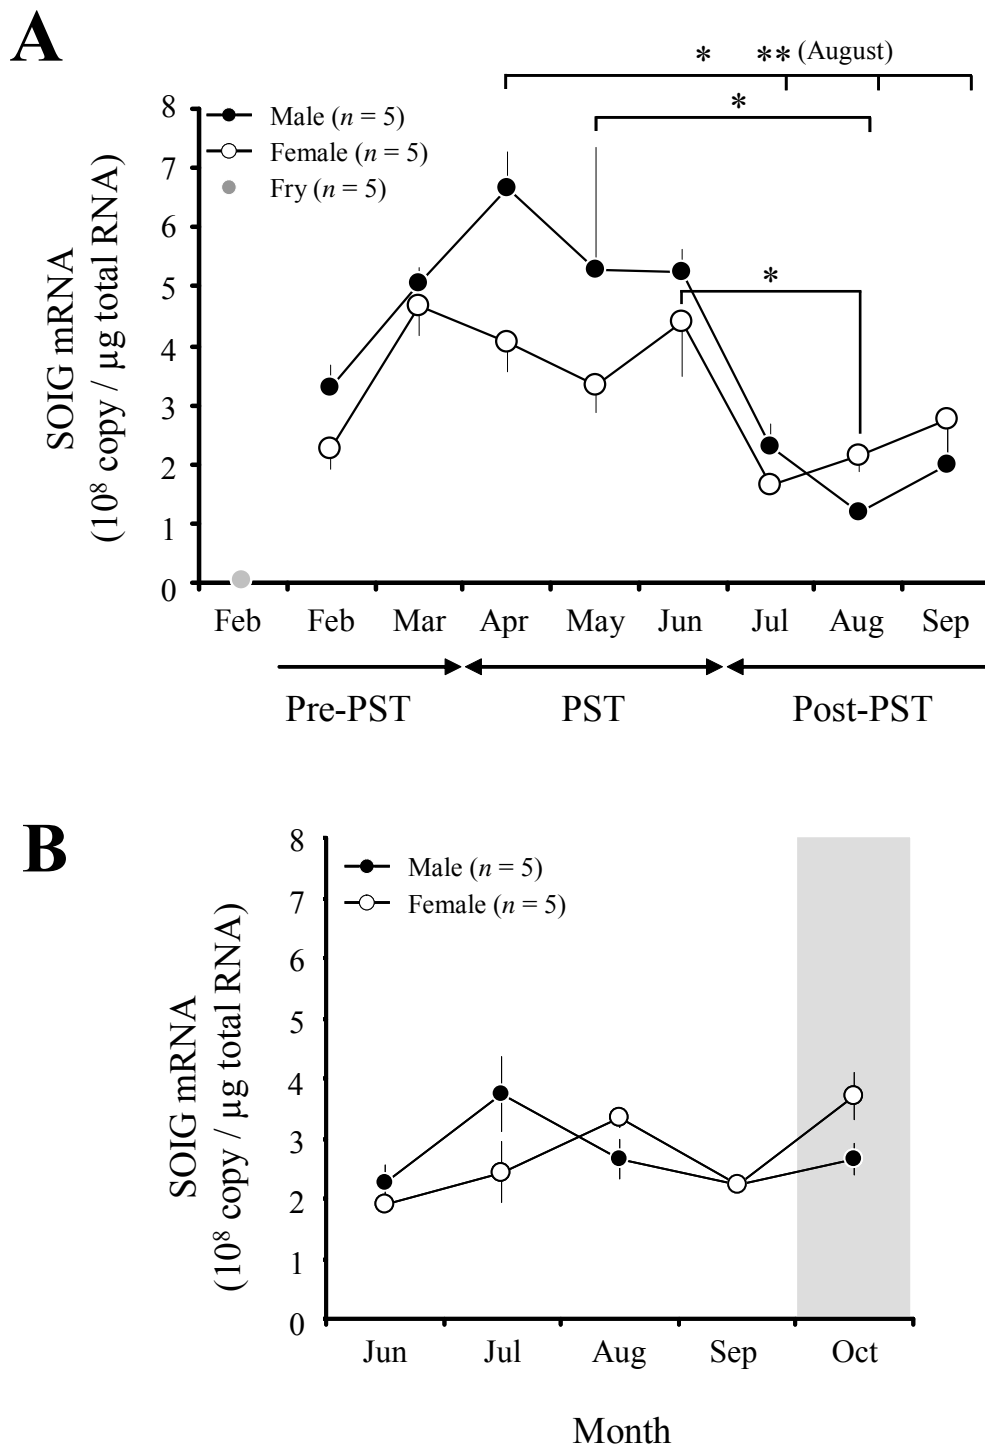 A
* ** (August)
*
8
Male (n = 5)
Female (n = 5)
7
Fry (n = 5)
6
5
*
4
3
2
1
0
SOIG mRNA
(10⁸ copy / µg total RNA)
Feb Feb Mar Apr May Jun Jul Aug Sep
Pre-PST PST Post-PST
B
8
Male (n = 5)
7
Female (n = 5)
6
5
4
3
2
1
0
SOIG mRNA
(10⁸ copy / µg total RNA)
Jun Jul Aug Sep Oct
Month